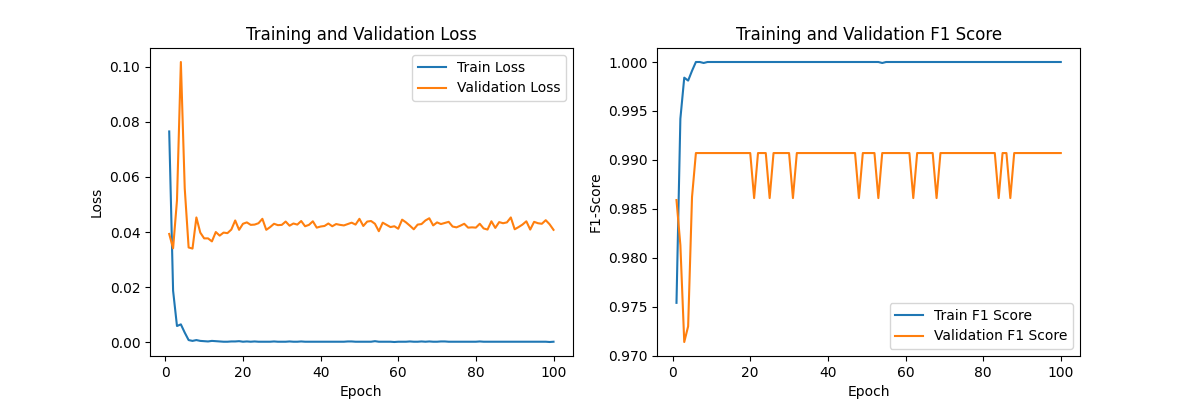 Training and Validation Loss
Train Loss
Validation Loss
0.10
0.08
0.06
0.04
0.02
0.00
Loss
0
20
40
60
80
100
Epoch
Training and Validation F1 Score
1.000
0.995
0.990
0.985
0.980
0.975
0.970
F1-Score
Train F1 Score
Validation F1 Score
0
20
40
60
80
100
Epoch